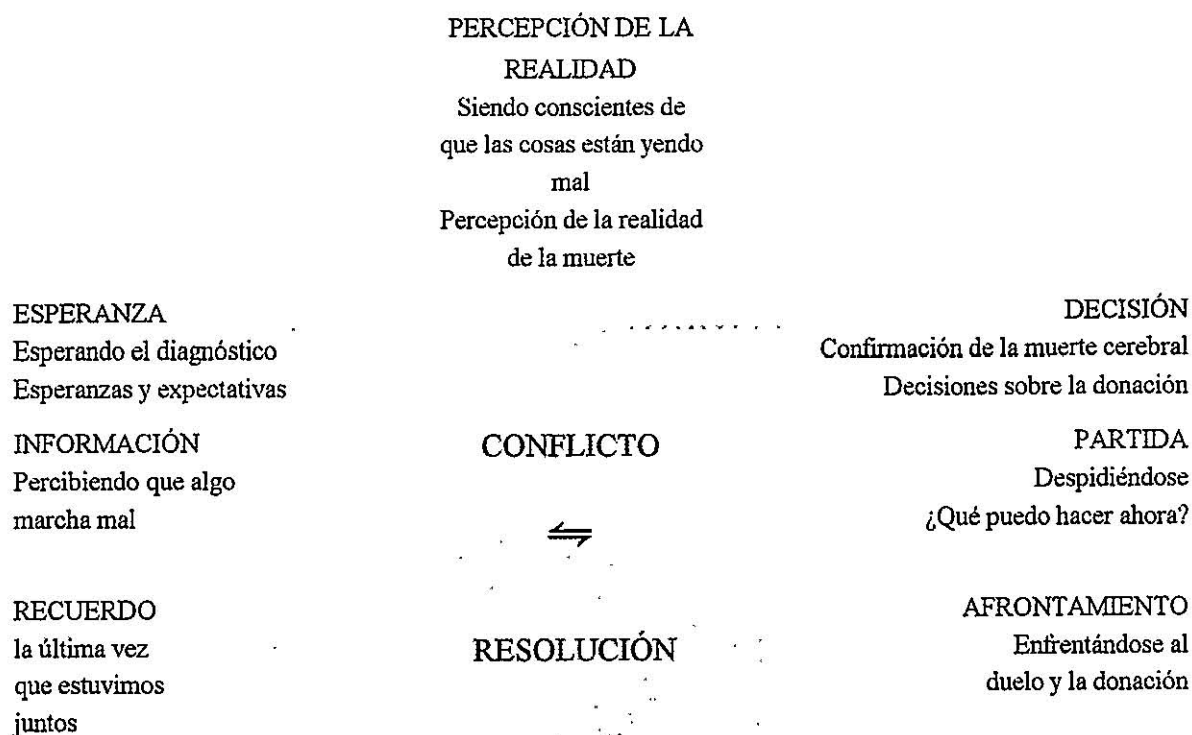 PERCEPCIÓN DE LA
REALIDAD
Siendo conscientes de
que las cosas están yendo
mal
Percepción de la realidad
de la muerte
ESPERANZA
Esperando el diagnóstico
Esperanzas y expectativas
DECISIÓN
Confirmación de la muerte cerebral
Decisiones sobre la donación
INFORMACIÓN
Percibiendo que algo
marcha mal
CONFLICTO
PARTIDA
Despidiéndose
¿Qué puedo hacer ahora?
RECUERDO
la última vez
que estuvimos
juntos
RESOLUCIÓN
AFRONTAMIENTO
Enfrentándose al
duelo y la donación